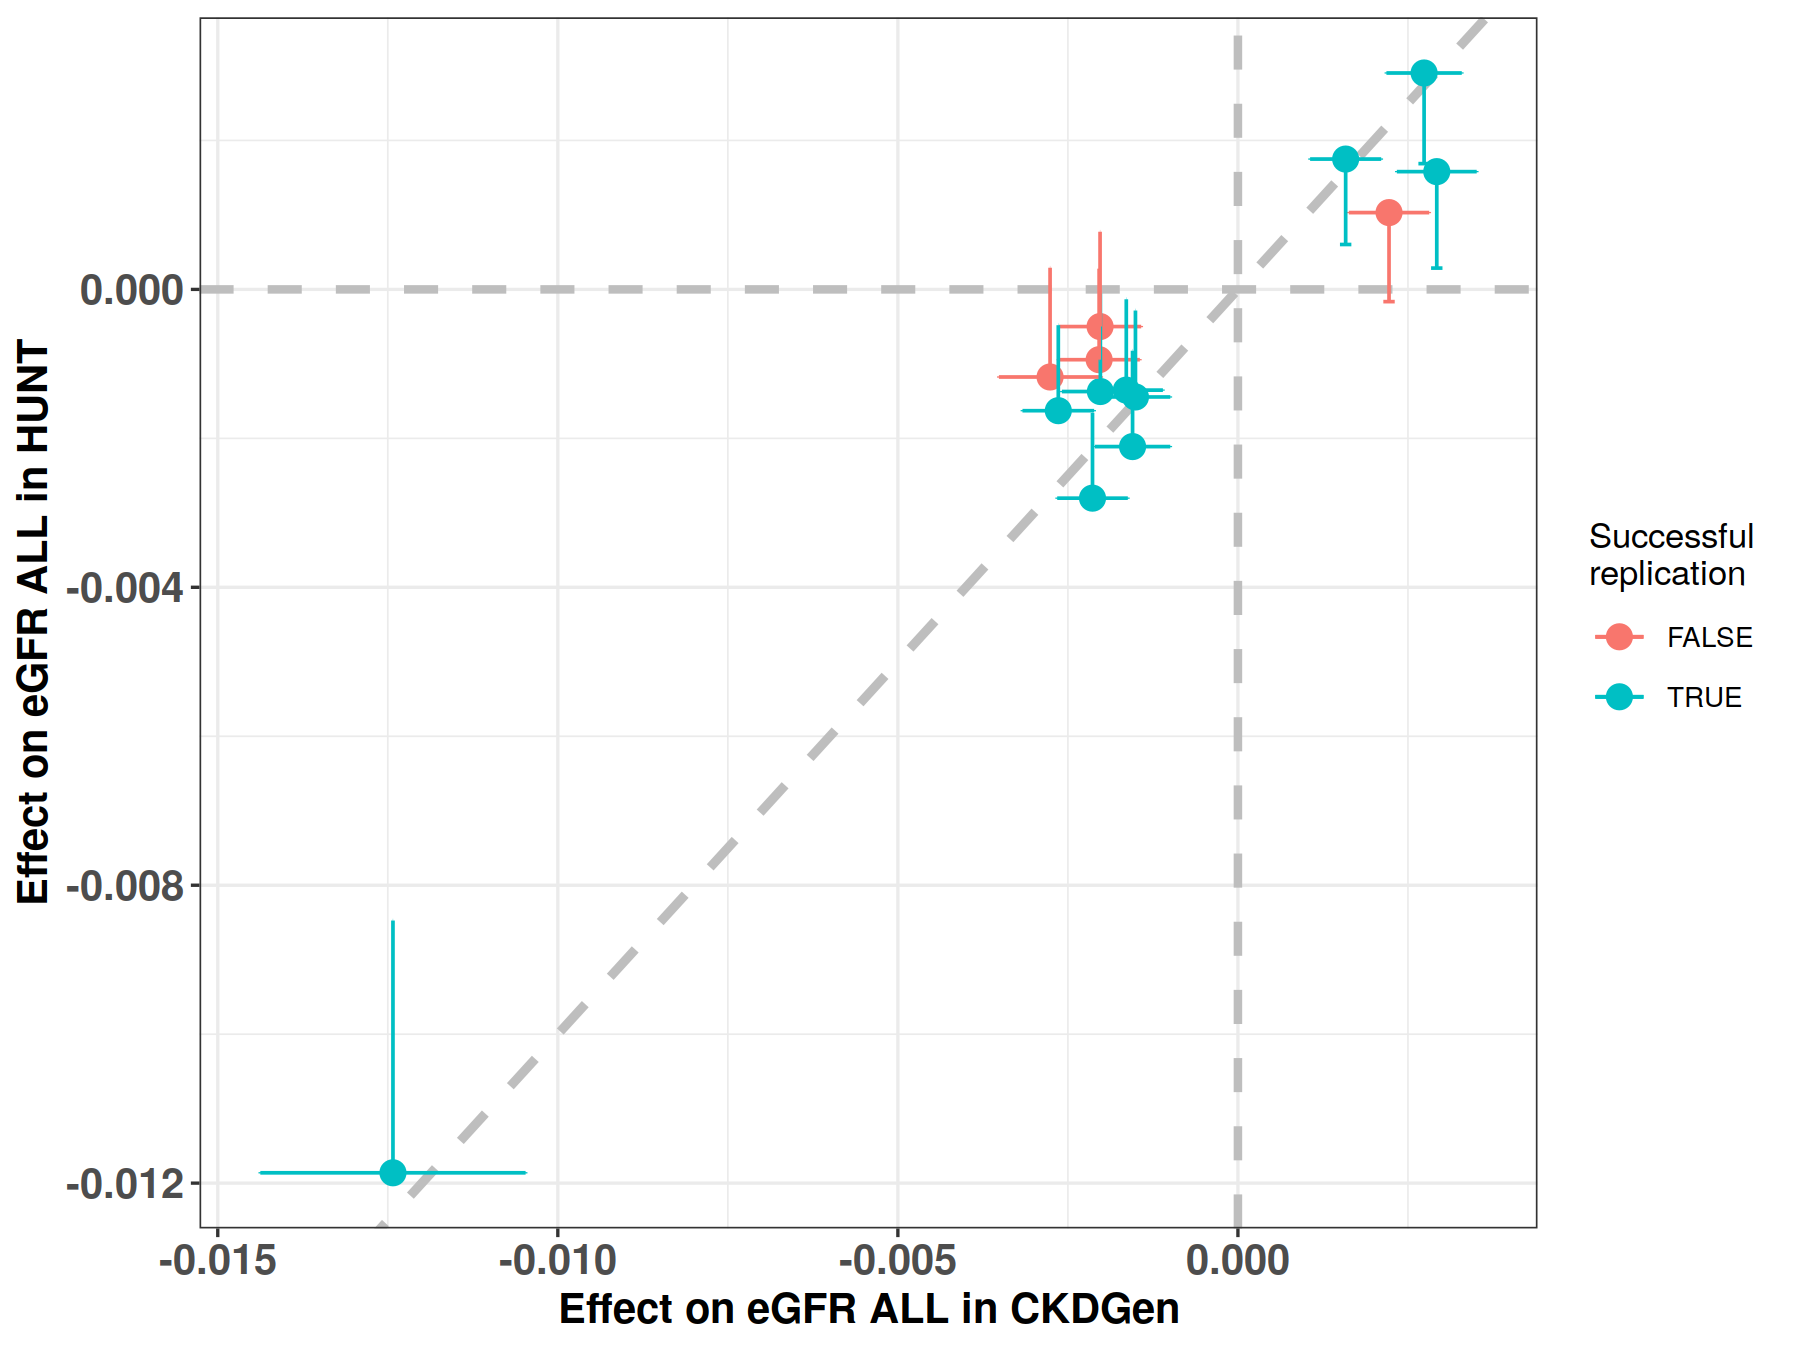 Effect on eGFR ALL in HUNT
0.000
-0.004
-0.008
-0.012
-0.015
-0.010
-0.005
0.000
Effect on eGFR ALL in CKDGen
Successful
replication
FALSE
TRUE